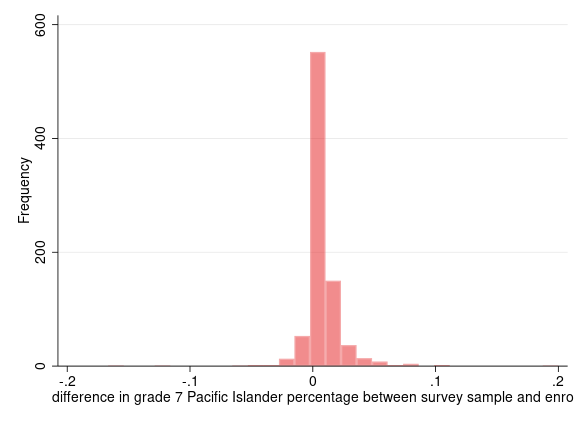 600
400
200
0
Frequency
-.2 -.1 0 .1 .2
difference in grade 7 Pacific Islander percentage between survey sample and enro